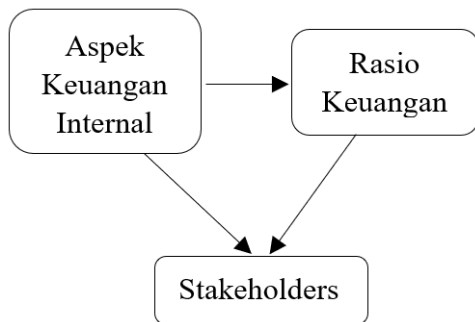 Aspek
Keuangan
Internal
Rasio
Keuangan
Stakeholders